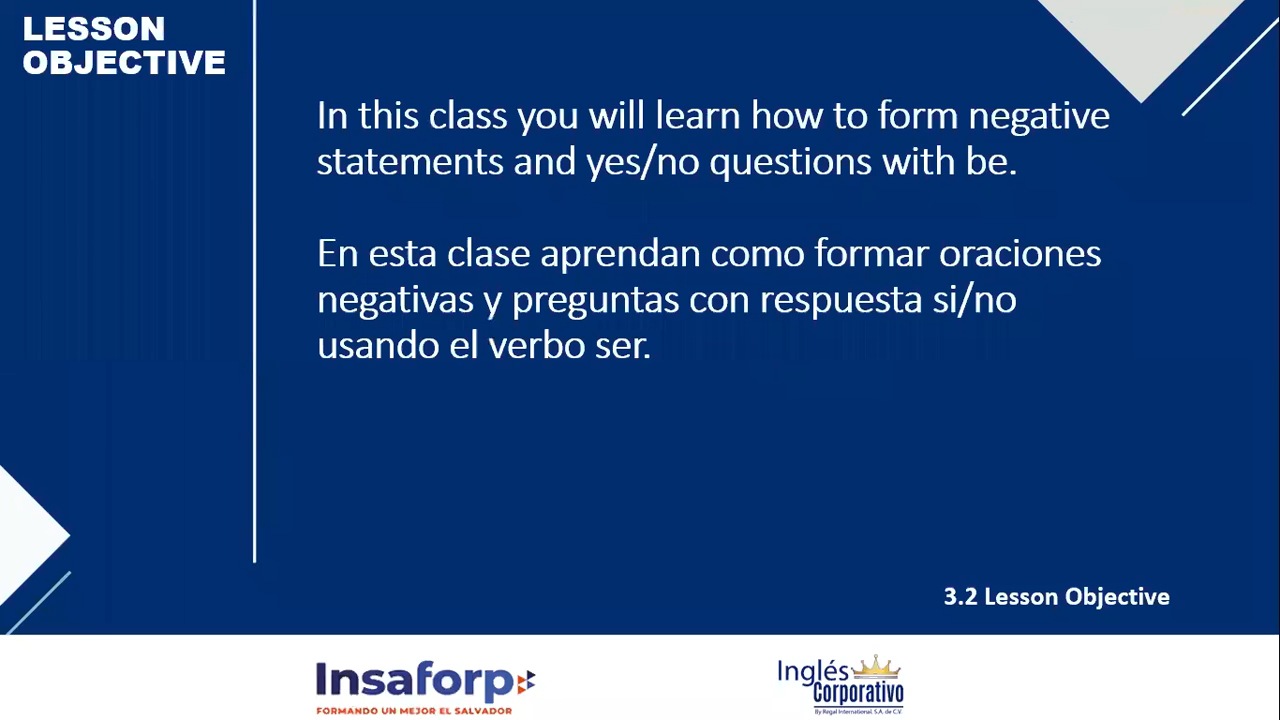 LESSON
OBJECTIVE
In this class you will learn how to form negative
statements and yes/no questions with be.
En esta clase aprendan como formar oraciones
negativas y preguntas con respuesta si/no
usando el verbo ser.
3.2 Lesson Objective
Insaforp
FORMANDO UN MEJOR EL SALVADOR
Inglés
Corporativo
By Regal International, S.A. de C.V.